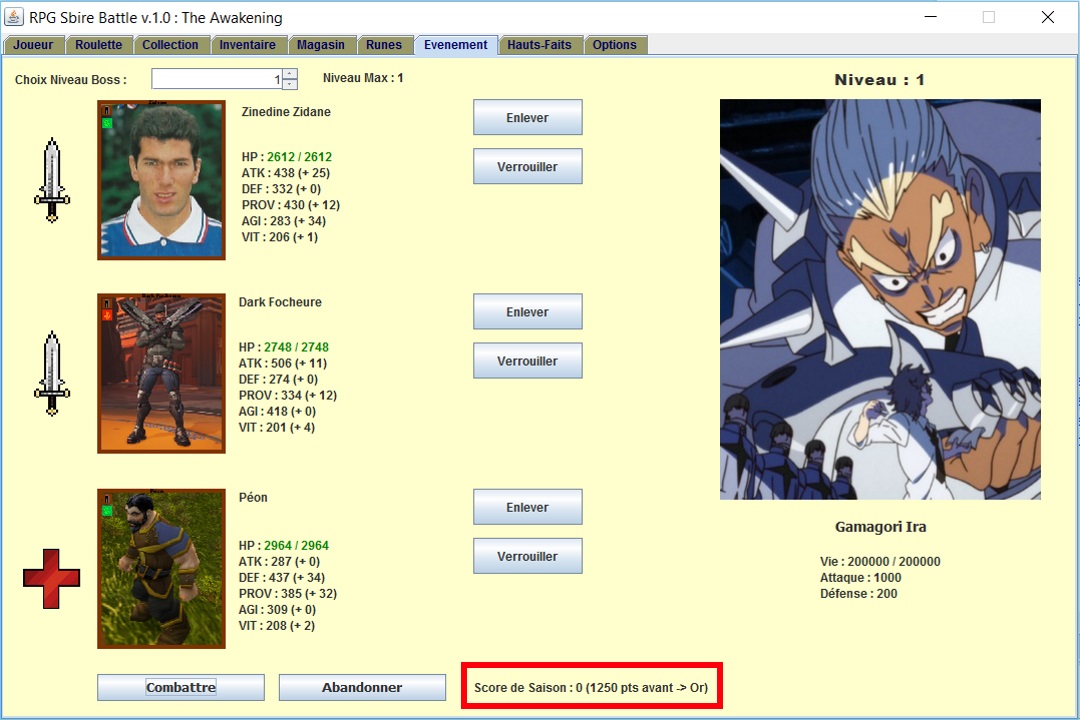 RPG Sbire Battle v.1.0 : The Awakening
Joueur Roulette Collection Inventaire Magasin Runes Evenement Hauts-Faits Options
Choix Niveau Boss : 1 Niveau Max : 1
Niveau : 1
Zinedine Zidane
HP : 2612 / 2612
ATK : 438 (+ 25)
DEF : 332 (+ 0)
PROV : 430 (+ 12)
AGI : 283 (+ 34)
VIT : 206 (+ 1)
Enlever
Verrouiller
Dark Focheure
HP : 2748 / 2748
ATK : 506 (+ 11)
DEF : 274 (+ 0)
PROV : 334 (+ 12)
AGI : 418 (+ 0)
VIT : 201 (+ 4)
Enlever
Verrouiller
Péon
HP : 2964 / 2964
ATK : 287 (+ 0)
DEF : 437 (+ 34)
PROV : 385 (+ 32)
AGI : 309 (+ 0)
VIT : 208 (+ 2)
Enlever
Verrouiller
Gamagori Ira
Vie : 200000 / 200000
Attaque : 1000
Défense : 200
Combattre Abandonner Score de Saison : 0 (1250 pts avant -> Or)